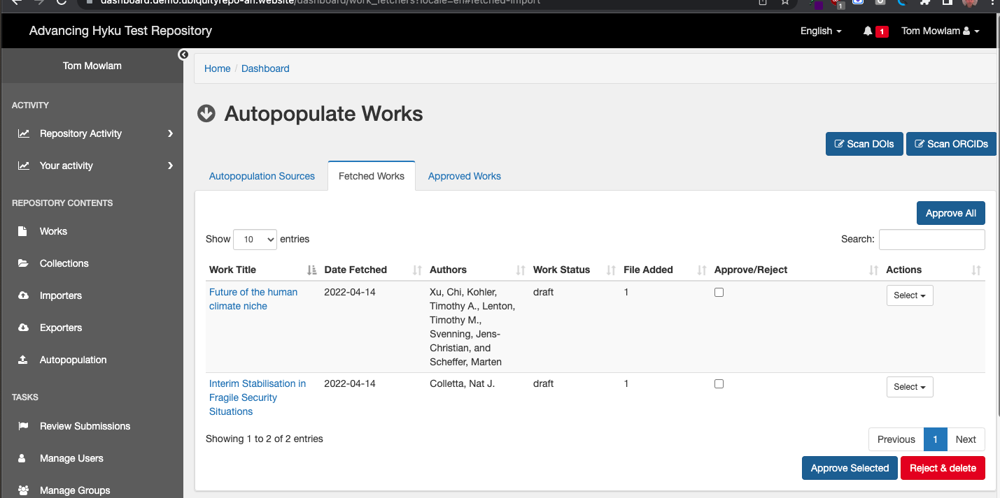 dashboard.demo.ubiquityrepo-ah.website/dashboard/work_fetchers?locale=en#fetched-import
1
Advancing Hyku Test Repository
English
1
Tom Mowlam
Tom Mowlam
Home / Dashboard
ACTIVITY
Autopopulate Works
Repository Activity
Scan DOIs
Scan ORCIDs
Your activity
Autopopulation Sources
Fetched Works
Approved Works
REPOSITORY CONTENTS
Approve All
Works
Show 10 entries
Search:
Collections
Work Title
Date Fetched
Authors
Work Status
File Added
Approve/Reject
Actions
Importers
Future of the human
climate niche
2022-04-14
Xu, Chi, Kohler,
Timothy A., Lenton,
Timothy M.,
Svenning, Jens-
Christian, and
Scheffer, Marten
draft
1
Select
Exporters
Autopopulation
Interim Stabilisation in
Fragile Security
Situations
2022-04-14
Colletta, Nat J.
draft
1
Select
TASKS
Review Submissions
Showing 1 to 2 of 2 entries
Previous
1
Next
Manage Users
Approve Selected
Reject & delete
Manage Groups